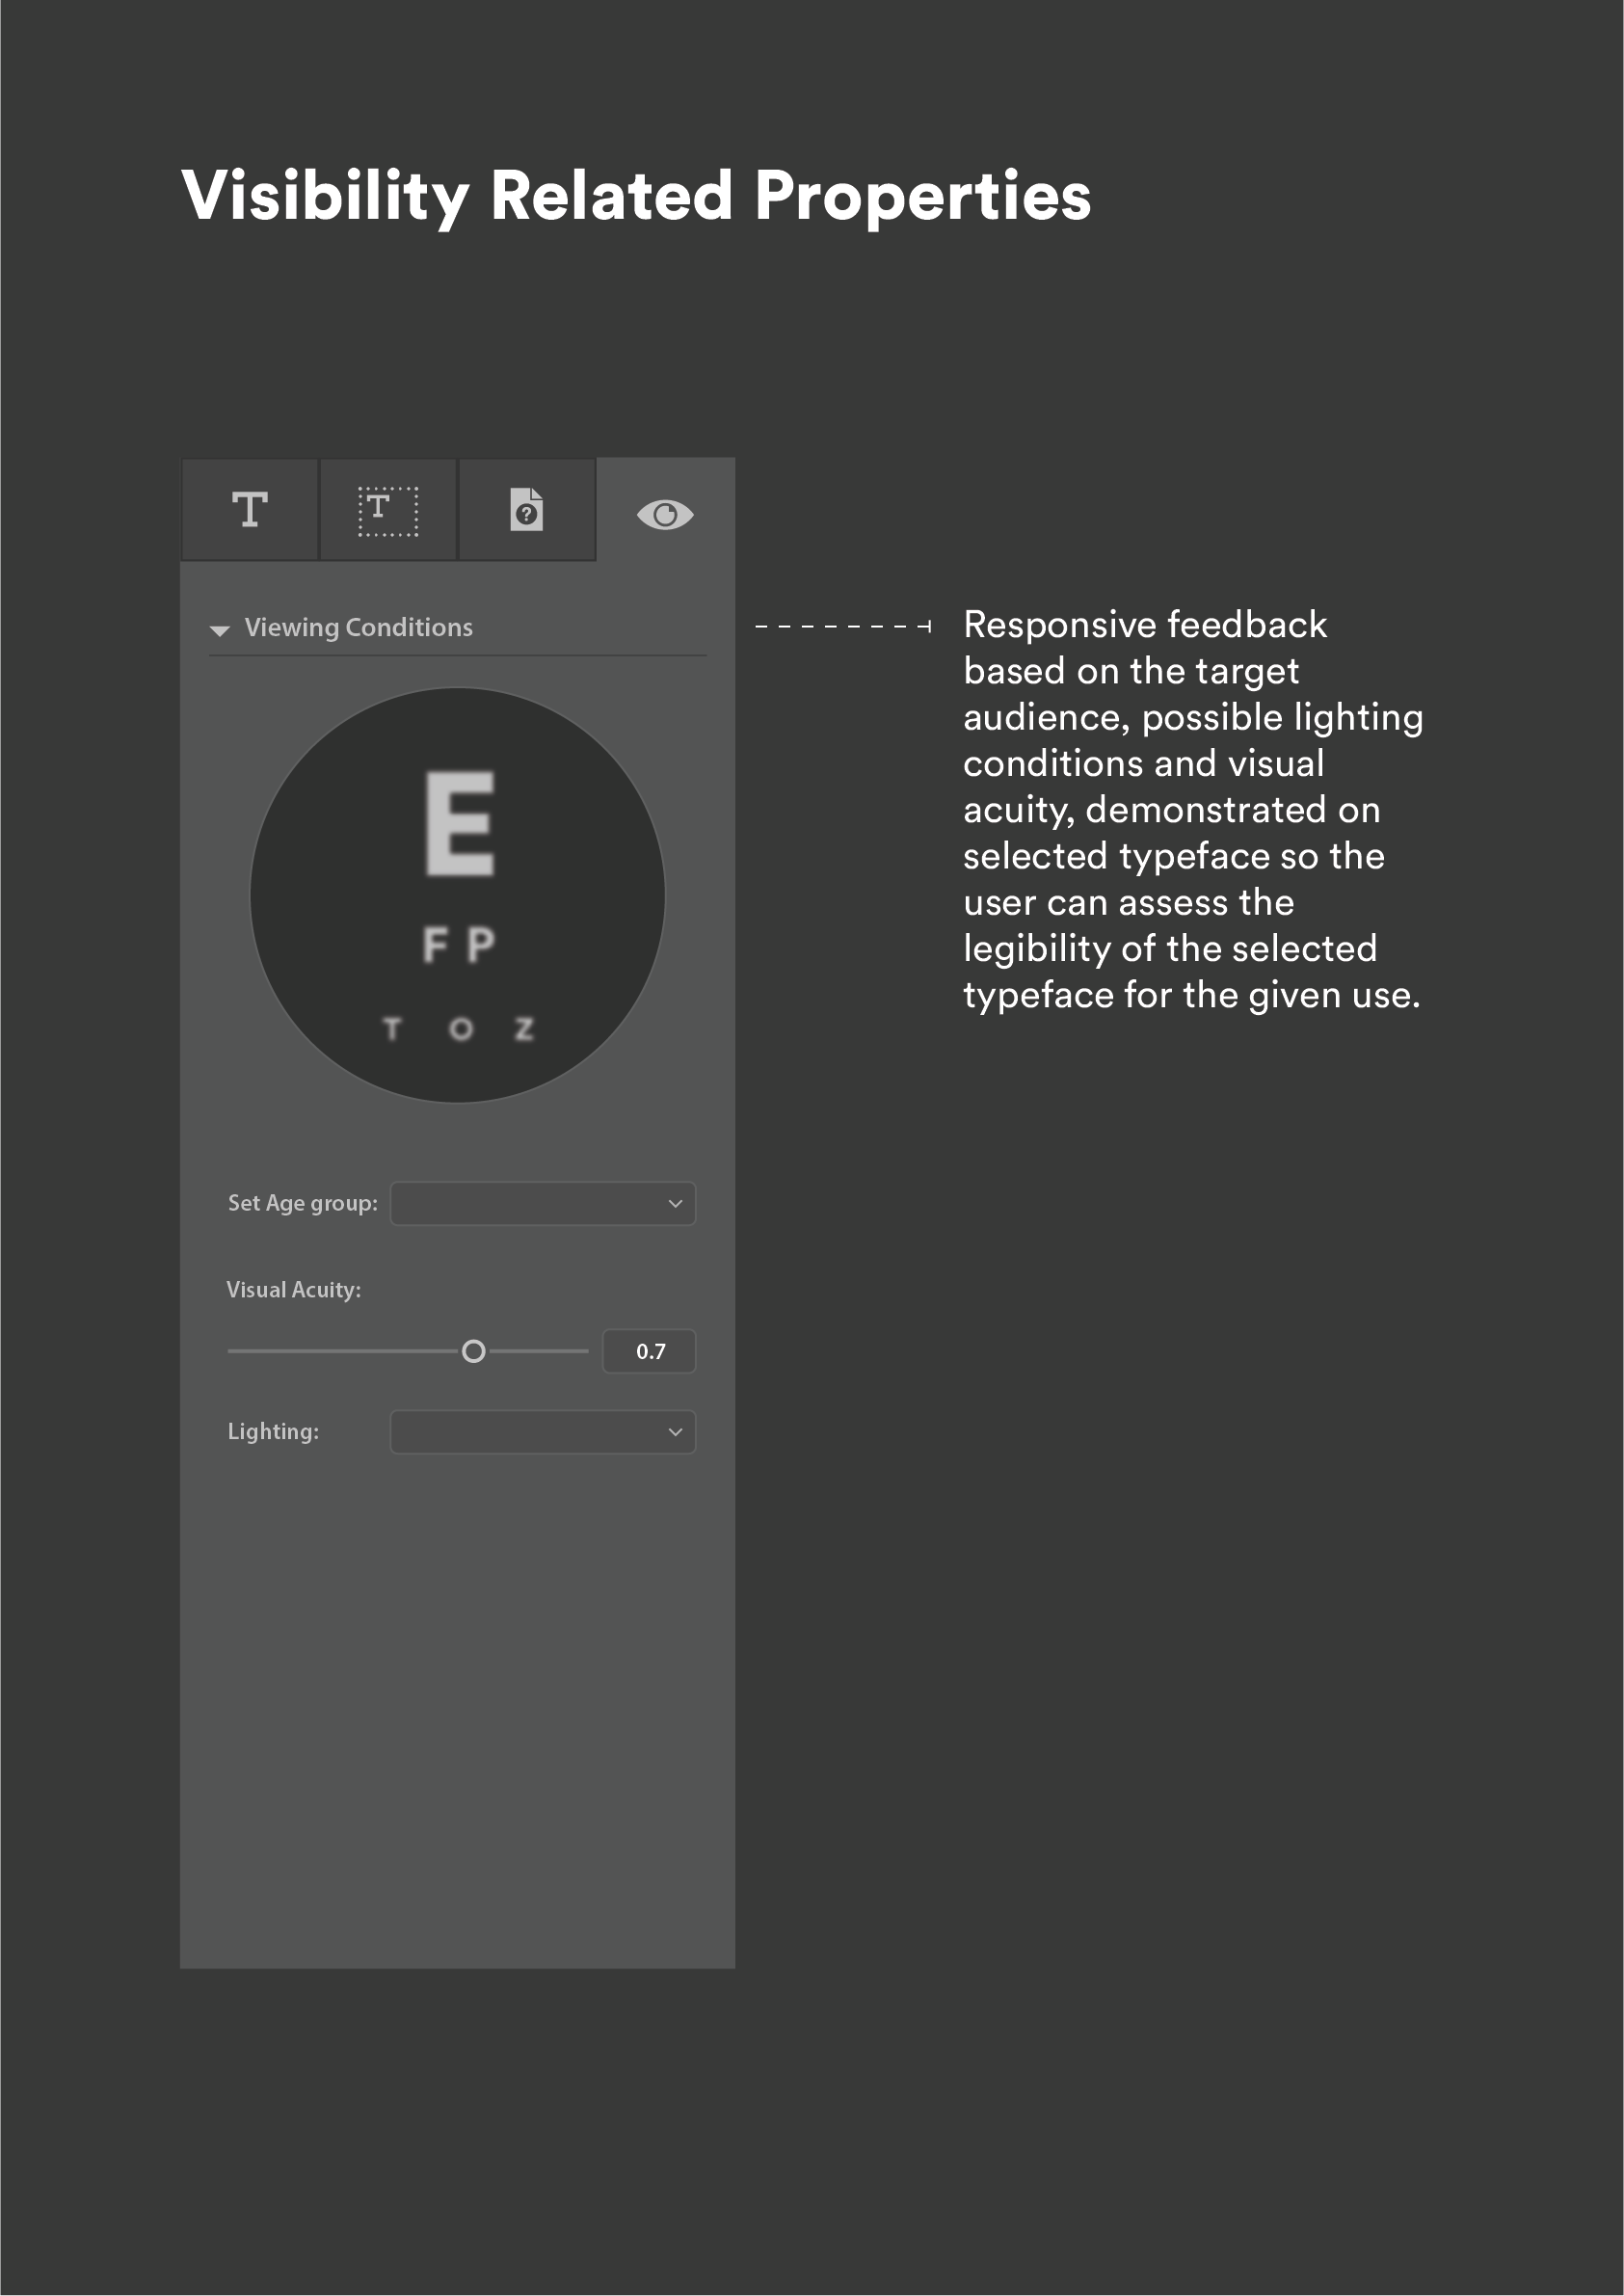 Visibility Related Properties
T
T
?
Viewing Conditions
E
F P
T O Z
Responsive feedback
based on the target
audience, possible lighting
conditions and visual
acuity, demonstrated on
selected typeface so the
user can assess the
legibility of the selected
typeface for the given use.
Set Age group:
Visual Acuity:
0.7
Lighting: